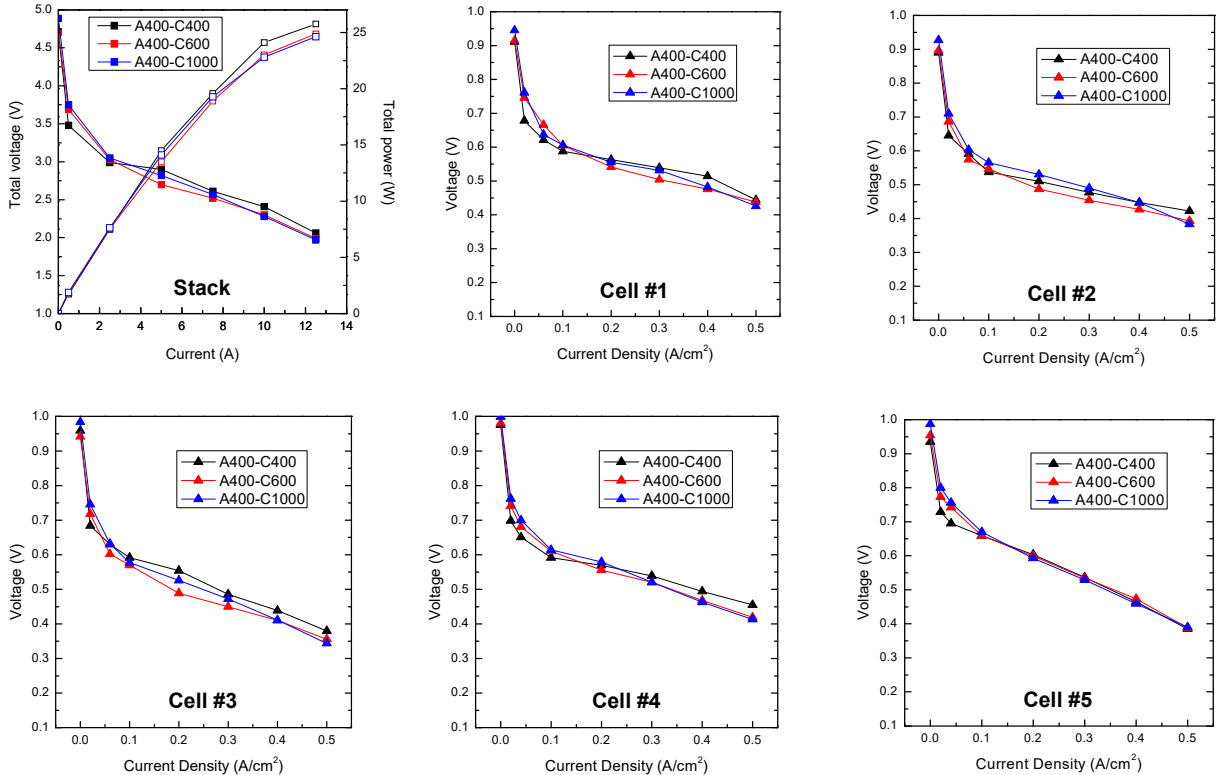 A400-C400
A400-C600
A400-C1000
5.0
4.5
4.0
3.5
3.0
2.5
2.0
1.5
1.0
Total voltage (V)
25
20
15
10
5
0
Total power (W)
Stack
0 2 4 6 8 10 12 14
Current (A)
A400-C400
A400-C600
A400-C1000
1.0
0.9
0.8
0.7
0.6
0.5
0.4
0.3
0.2
0.1
Voltage (V)
Cell #1
0.0 0.1 0.2 0.3 0.4 0.5
Current Density (A/cm²)
A400-C400
A400-C600
A400-C1000
1.0
0.9
0.8
0.7
0.6
0.5
0.4
0.3
0.2
0.1
Voltage (V)
Cell #2
0.0 0.1 0.2 0.3 0.4 0.5
Current Density (A/cm²)
A400-C400
A400-C600
A400-C1000
1.0
0.9
0.8
0.7
0.6
0.5
0.4
0.3
0.2
0.1
Voltage (V)
Cell #3
0.0 0.1 0.2 0.3 0.4 0.5
Current Density (A/cm²)
A400-C400
A400-C600
A400-C1000
1.0
0.9
0.8
0.7
0.6
0.5
0.4
0.3
0.2
0.1
Voltage (V)
Cell #4
0.0 0.1 0.2 0.3 0.4 0.5
Current Density (A/cm²)
A400-C400
A400-C600
A400-C1000
1.0
0.9
0.8
0.7
0.6
0.5
0.4
0.3
0.2
0.1
Voltage (V)
Cell #5
0.0 0.1 0.2 0.3 0.4 0.5
Current Density (A/cm²)